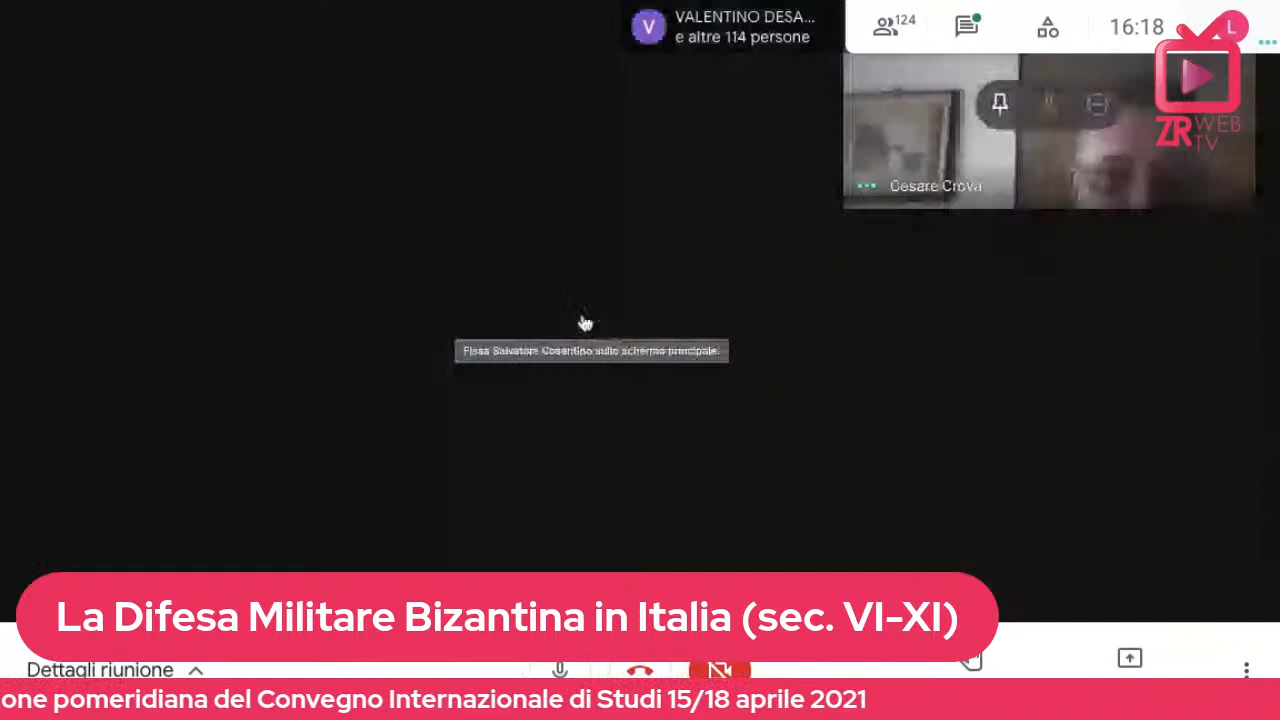 V
VALENTINO DESA...
e altre 114 persone
124
16:18
L
ZR WEB
TV
Cesare Crova
Fissa Salvatore Cosentino sullo schermo principale.
La Difesa Militare Bizantina in Italia (sec. VI-XI)
Dettagli riunione
one pomeridiana del Convegno Internazionale di Studi 15/18 aprile 2021